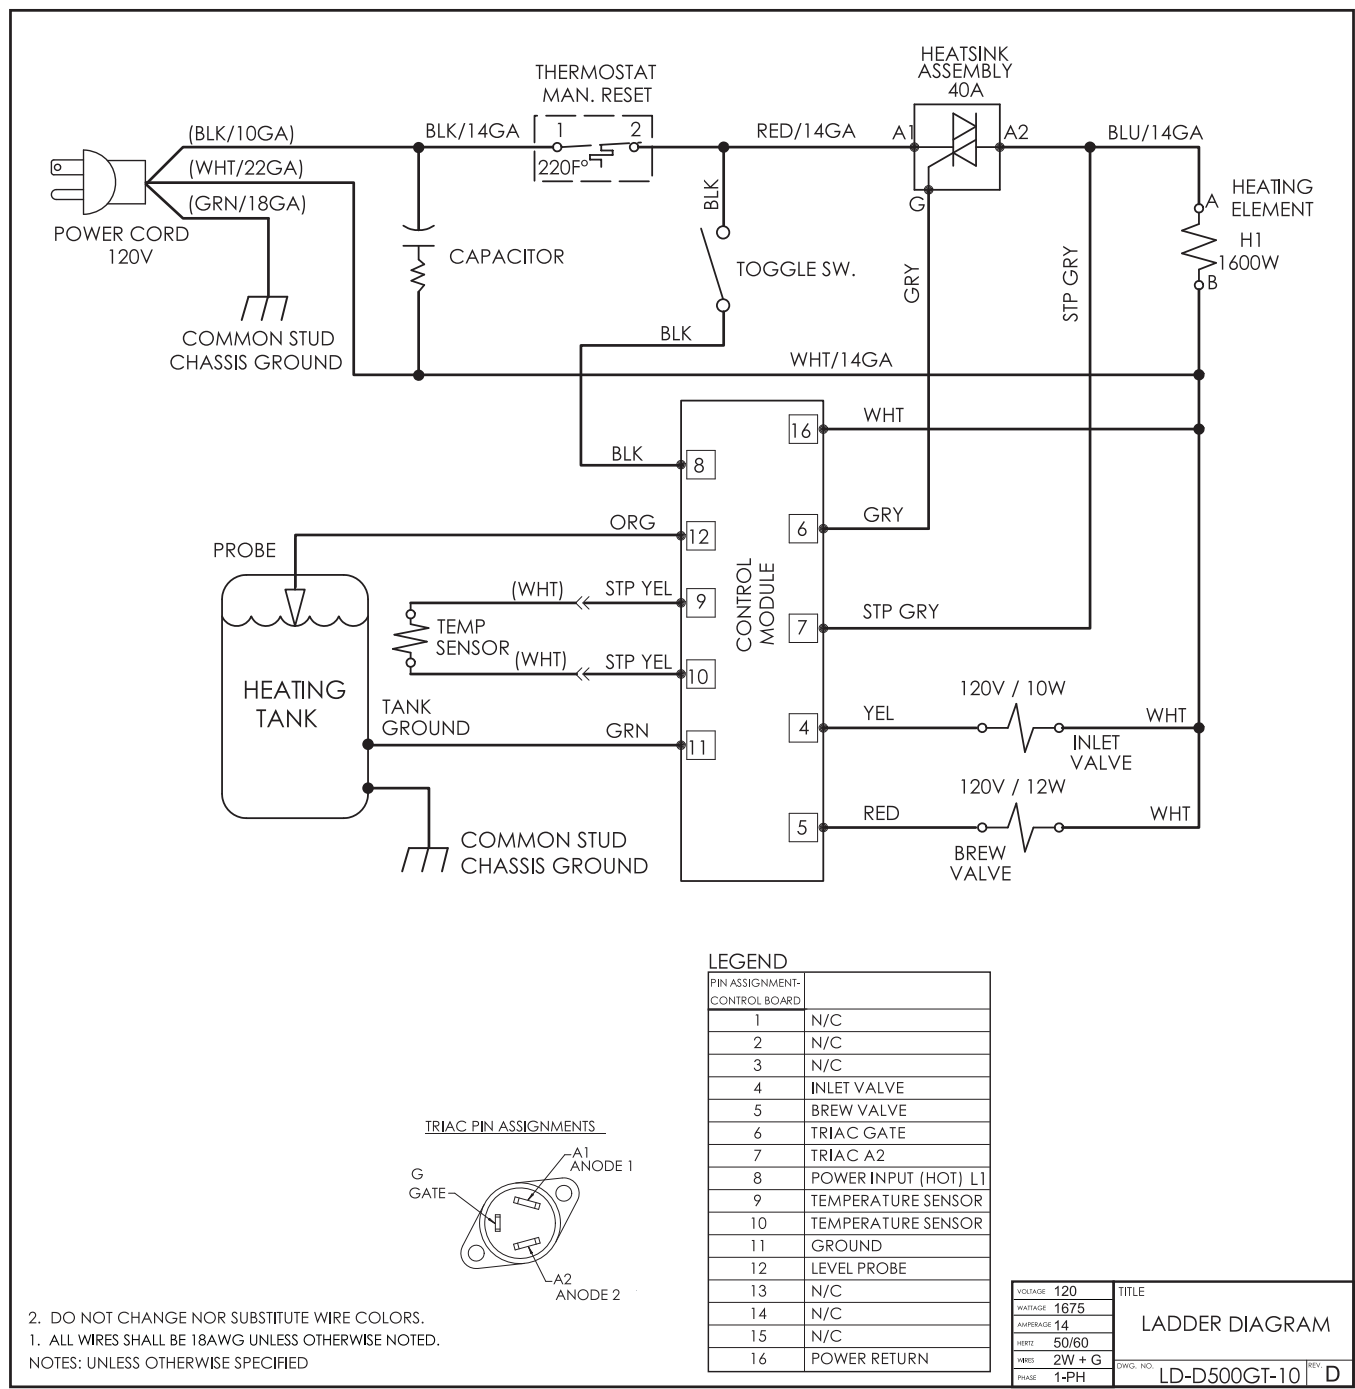 HEATSINK
ASSEMBLY
40A
THERMOSTAT
MAN. RESET
(BLK/10GA)
BLK/14GA
1
2
220F°
RED/14GA
A1
A2
BLU/14GA
(WHT/22GA)
(GRN/18GA)
POWER CORD
120V
BLK
G
A
HEATING
ELEMENT
H1
1600W
B
CAPACITOR
TOGGLE SW.
GRY
STP GRY
COMMON STUD
CHASSIS GROUND
BLK
WHT/14GA
16
WHT
BLK
8
ORG
12
6
GRY
PROBE
(WHT)
STP YEL
9
CONTROL
MODULE
7
STP GRY
TEMP
SENSOR
(WHT)
STP YEL
10
HEATING
TANK
TANK
GROUND
GRN
11
120V / 10W
4
YEL
WHT
INLET
VALVE
120V / 12W
5
RED
WHT
BREW
VALVE
COMMON STUD
CHASSIS GROUND
LEGEND
PIN ASSIGNMENT-
CONTROL BOARD
1 N/C
2 N/C
3 N/C
4 INLET VALVE
5 BREW VALVE
6 TRIAC GATE
7 TRIAC A2
8 POWER INPUT (HOT) L1
9 TEMPERATURE SENSOR
10 TEMPERATURE SENSOR
11 GROUND
12 LEVEL PROBE
13 N/C
14 N/C
15 N/C
16 POWER RETURN
TRIAC PIN ASSIGNMENTS
A1
ANODE 1
G
GATE
A2
ANODE 2
2. DO NOT CHANGE NOR SUBSTITUTE WIRE COLORS.
1. ALL WIRES SHALL BE 18AWG UNLESS OTHERWISE NOTED.
NOTES: UNLESS OTHERWISE SPECIFIED
VOLTAGE 120
WATTAGE 1675
AMPERAGE 14
HERTZ 50/60
WIRES 2W + G
PHASE 1-PH
TITLE
LADDER DIAGRAM
DWG. NO. LD-D500GT-10
REV. D